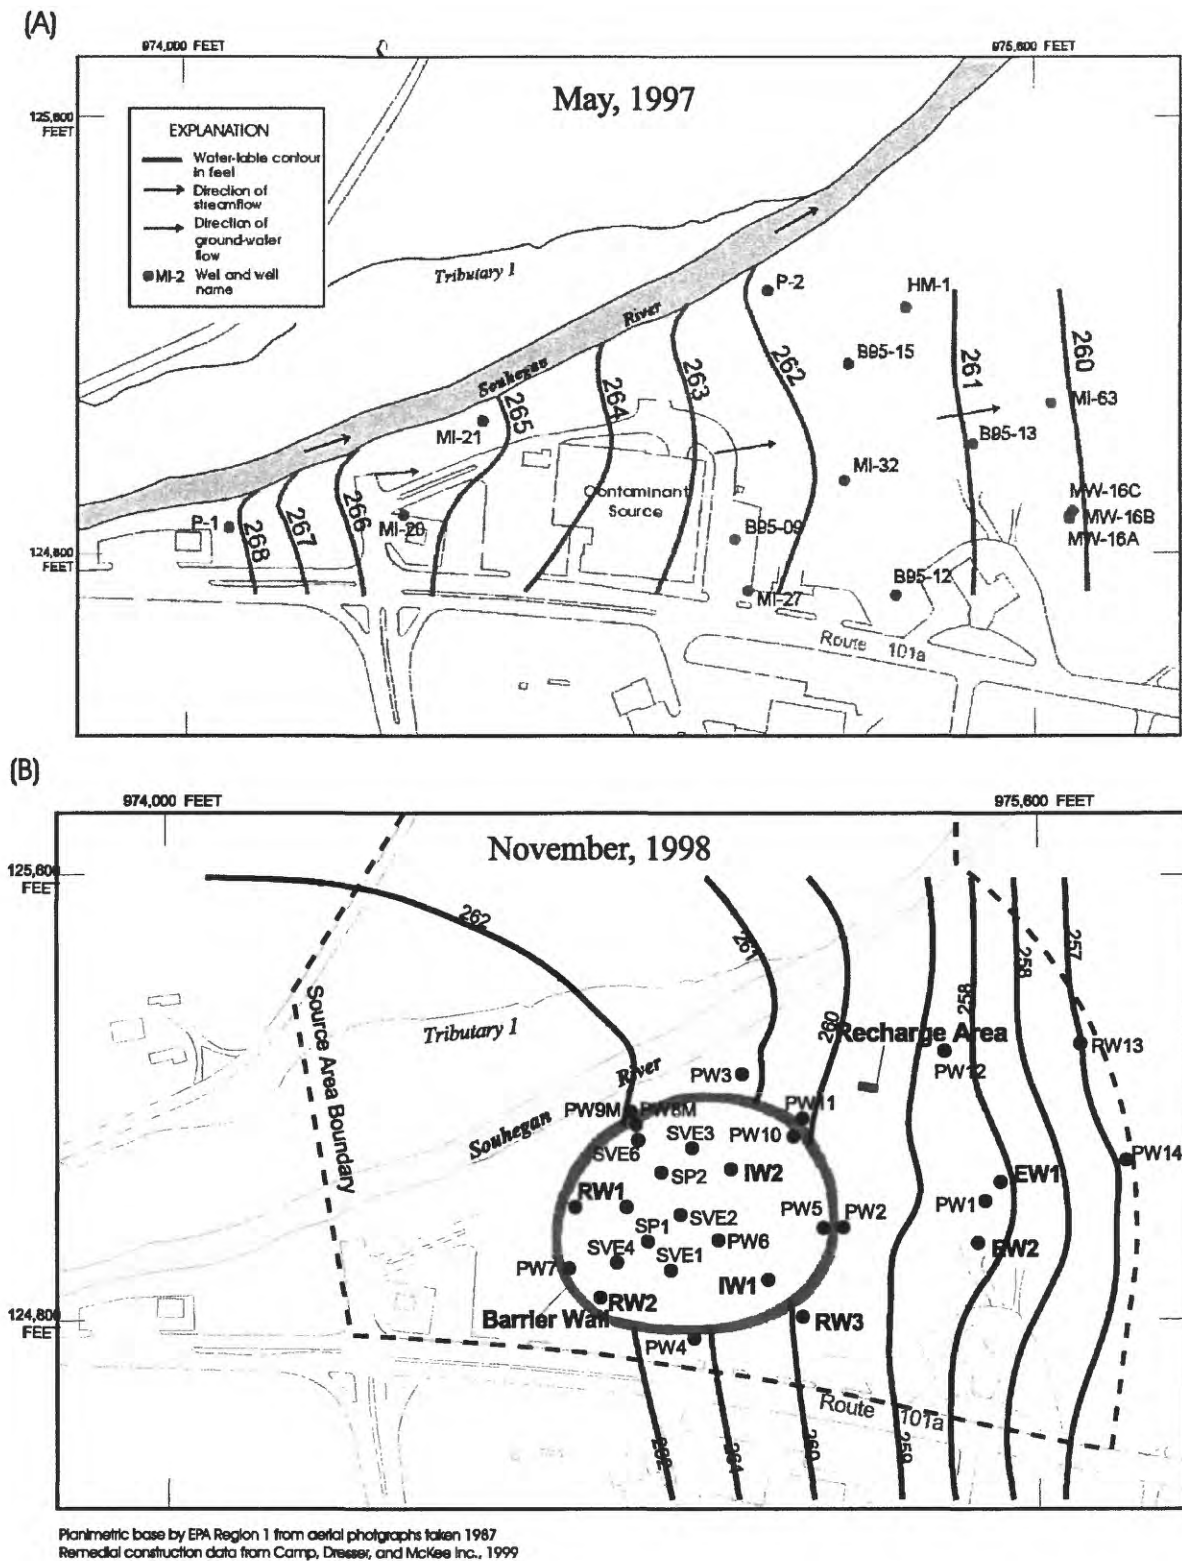 (A)
974,000 FEET
975,600 FEET
125,600
FEET
May, 1997
EXPLANATION
Water-table contour
in feet
Direction of
streamflow
Direction of
ground-water
flow
MI-2 Well and well
name
Tributary 1
Souhegan River
P-2
HM-1
B95-15
MI-63
MI-21
B95-13
MI-32
MW-16C
MW-16B
MW-16A
Contaminant
Source
P-1
MI-20
B95-09
B95-12
MI-27
268
267
266
265
264
263
262
261
260
124,800
FEET
Route 101a
(B)
974,000 FEET
975,600 FEET
125,600
FEET
November, 1998
262
261
260
258
258
257
Source Area Boundary
Tributary 1
Souhegan River
Recharge Area
PW3
PW12
RW13
PW9M
PW8M
PW11
SVE3
PW10
SVE6
SP2
IW2
PW14
RW1
EW1
PW1
SVE2
PW5
PW2
SP1
PW6
SVE4
SVE1
EW2
PW7
IW1
RW2
Barrier Wall
RW3
PW4
124,800
FEET
Route 101a
262
264
260
259
Planimetric base by EPA Region 1 from aerial photgraphs taken 1987
Remedial construction data from Camp, Dresser, and McKee Inc., 1999